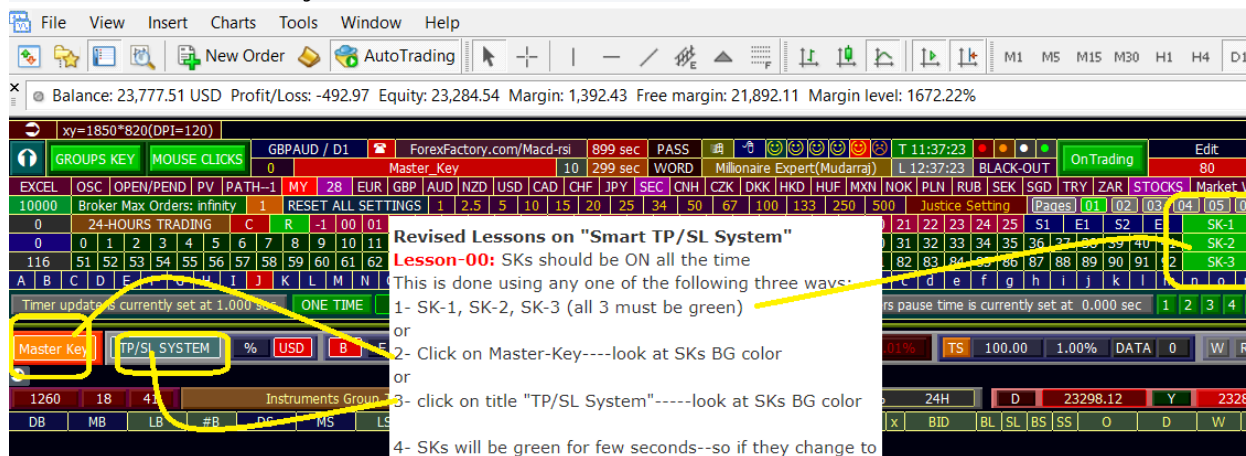 File View Insert Charts Tools Window Help
New Order AutoTrading M1 M5 M15 M30 H1 H4 D1
Balance: 23,777.51 USD Profit/Loss: -492.97 Equity: 23,284.54 Margin: 1,392.43 Free margin: 21,892.11 Margin level: 1672.22%
xy=1850*820(DPI=120)
GROUPS KEY MOUSE CLICKS GBPAUD / D1 ForexFactory.com/Macd-rsi 899 sec PASS T 11:37:23 OnTrading Edit
0 Master_Key 10 299 sec WORD Millionaire Expert(Mudarraj) L 12:37:23 BLACK-OUT 80
EXCEL OSC OPEN/PEND PV PATH--1 MY 28 EUR GBP AUD NZD USD CAD CHF JPY SEC CNH CZK DKK HKD HUF MXN NOK PLN RUB SEK SGD TRY ZAR STOCKS Market
10000 Broker Max Orders: infinity 1 RESET ALL SETTINGS 1 2.5 5 10 15 20 25 34 50 67 100 133 250 500 Justice Setting Pages 01 02 03 04 05
0 24-HOURS TRADING C R -1 00 01 21 22 23 24 25 S1 E1 S2 SK-1
0 0 1 2 3 4 5 6 7 8 9 10 11 31 32 33 34 35 36 37 38 39 40 SK-2
116 51 52 53 54 55 56 57 58 59 60 61 62 82 83 84 85 86 87 88 89 90 91 92 SK-3
A B C D E F G H I J K L M N c d e f g h i j k l m n o
Timer update is currently set at 1.000 sec ONE TIME rs pause time is currently set at 0.000 sec 1 2 3 4
Revised Lessons on "Smart TP/SL System"
Lesson-00: SKs should be ON all the time
This is done using any one of the following three ways:
1- SK-1, SK-2, SK-3 (all 3 must be green)
or
2- Click on Master-Key----look at SKs BG color
or
3- click on title "TP/SL System"-----look at SKs BG color
4- SKs will be green for few seconds--so if they change to
Master Key TP/SL SYSTEM % USD B TS 100.00 1.00% DATA 0 W
1260 18 41 Instruments Group 24H D 23298.12 Y 2328
DB MB LB #B DS MS LS x BID BL SL BS SS O D W